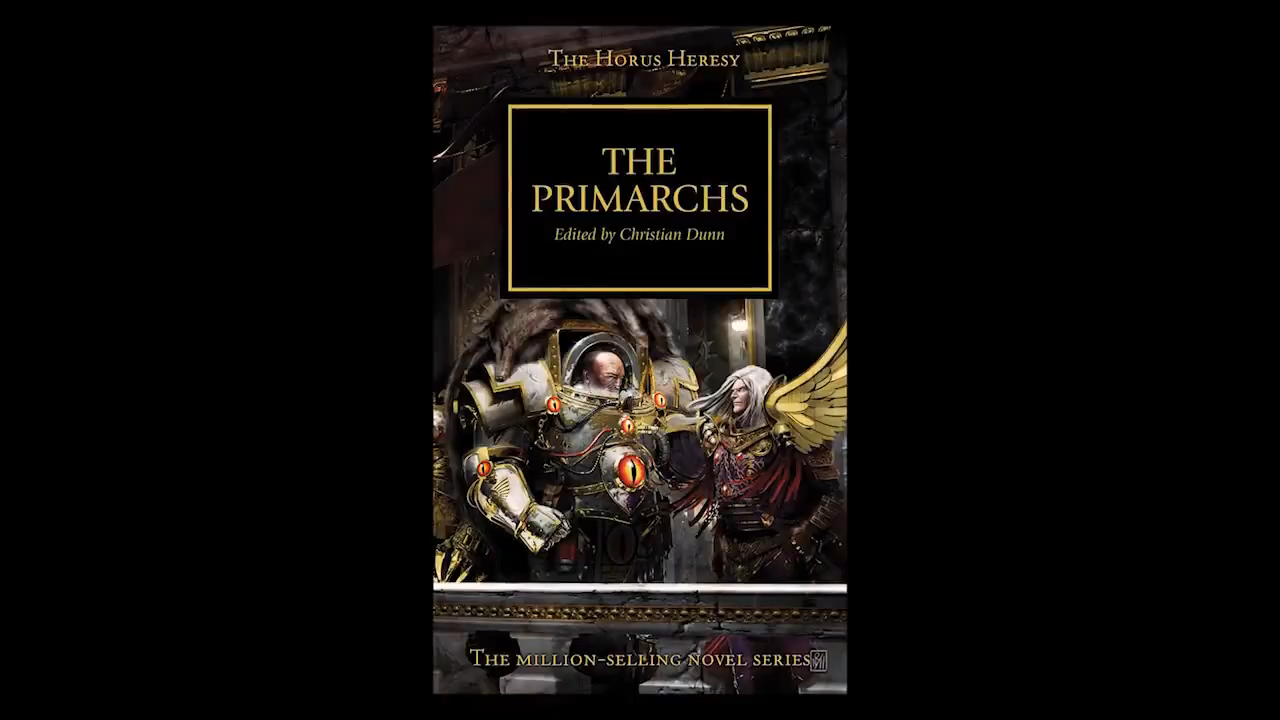 The Horus Heresy
THE
PRIMARCHS
Edited by Christian Dunn
The million-selling novel series